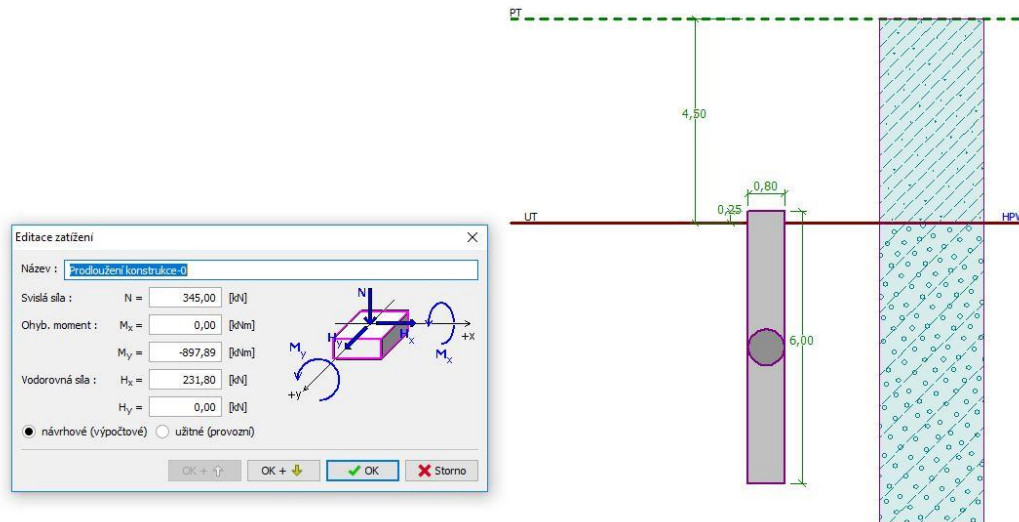 Editace zatížení
Název : Prodloužení konstrukce-0
Svislá síla : N = 345,00 [kN]
Ohyb. moment : Mx = 0,00 [kNm]
My = -897,89 [kNm]
Vodorovná síla : Hx = 231,80 [kN]
Hy = 0,00 [kN]
návrhové (výpočtové) užitné (provozní)
OK + OK + OK Storno
N
Hx
+x
Hy
Mx
My
+y
PT
4,50
0,80
0,25
UT
HPV
6,00